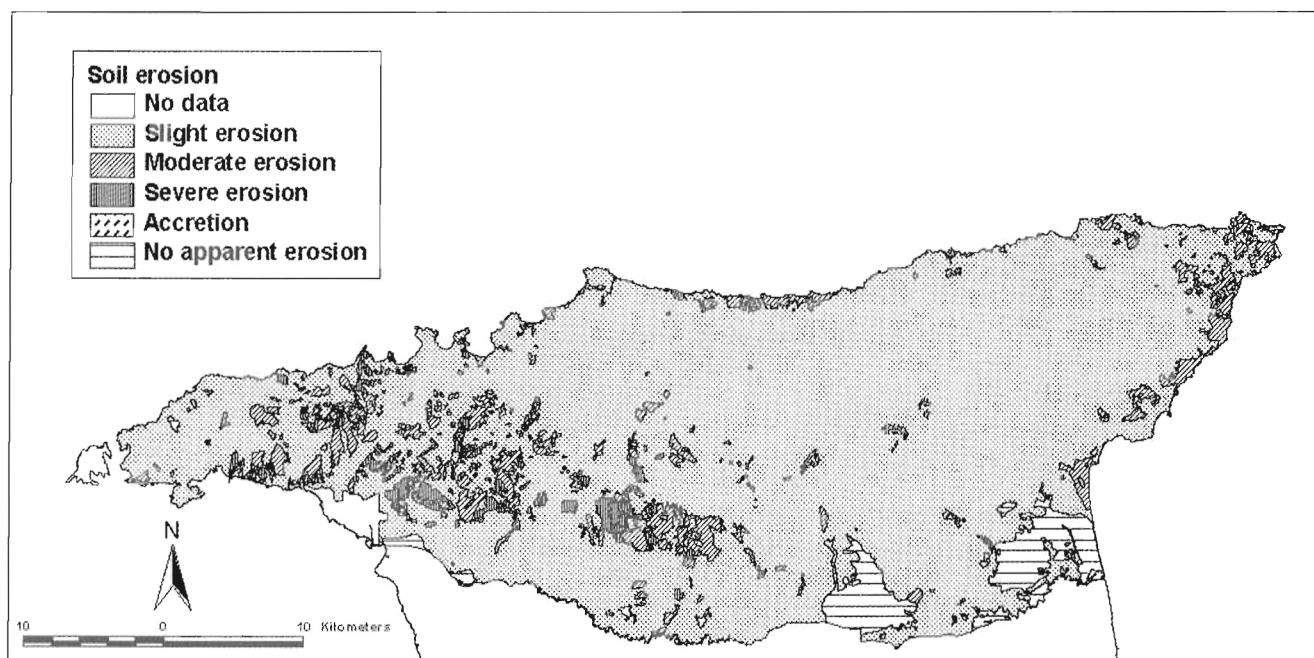 Soil erosion
No data
Slight erosion
Moderate erosion
Severe erosion
Accretion
No apparent erosion
N
10 0 10 Kilometers